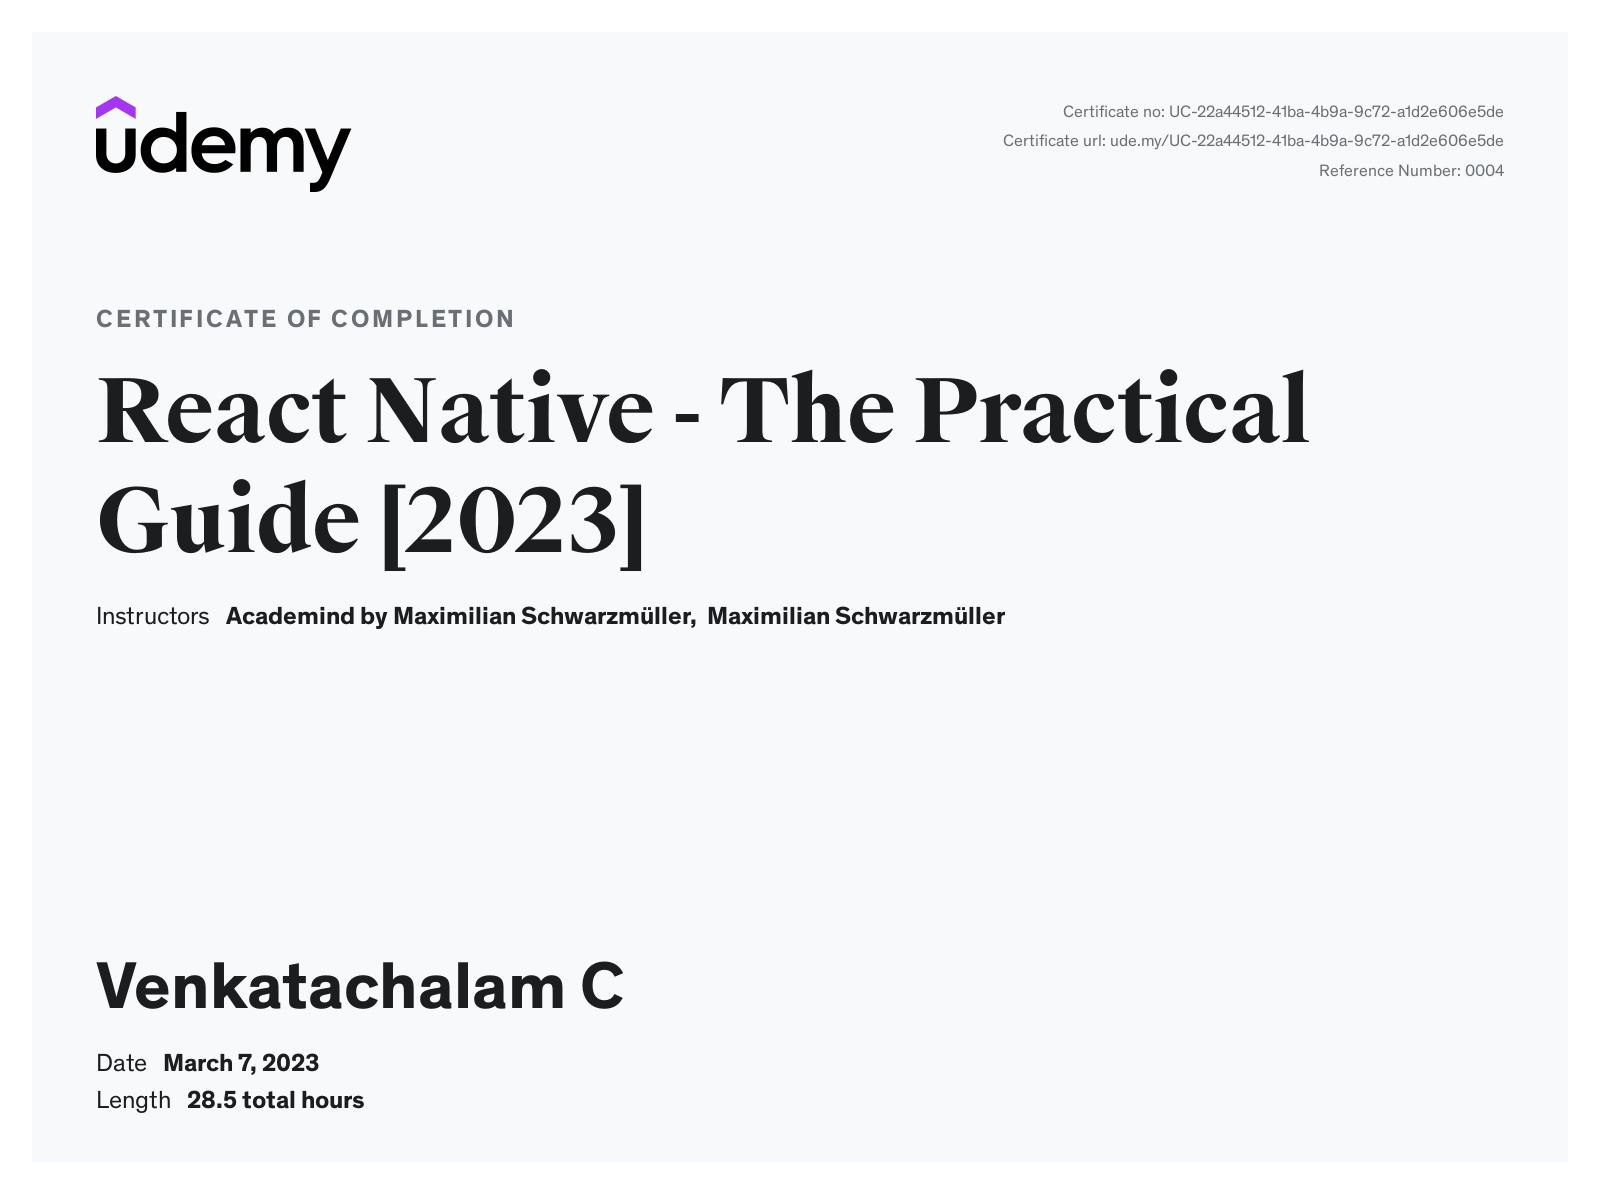 udemy
Certificate no: UC-22a44512-41ba-4b9a-9c72-a1d2e606e5de
Certificate url: ude.my/UC-22a44512-41ba-4b9a-9c72-a1d2e606e5de
Reference Number: 0004
CERTIFICATE OF COMPLETION
React Native - The Practical
Guide [2023]
Instructors Academind by Maximilian Schwarzmüller, Maximilian Schwarzmüller
Venkatachalam C
Date March 7, 2023
Length 28.5 total hours